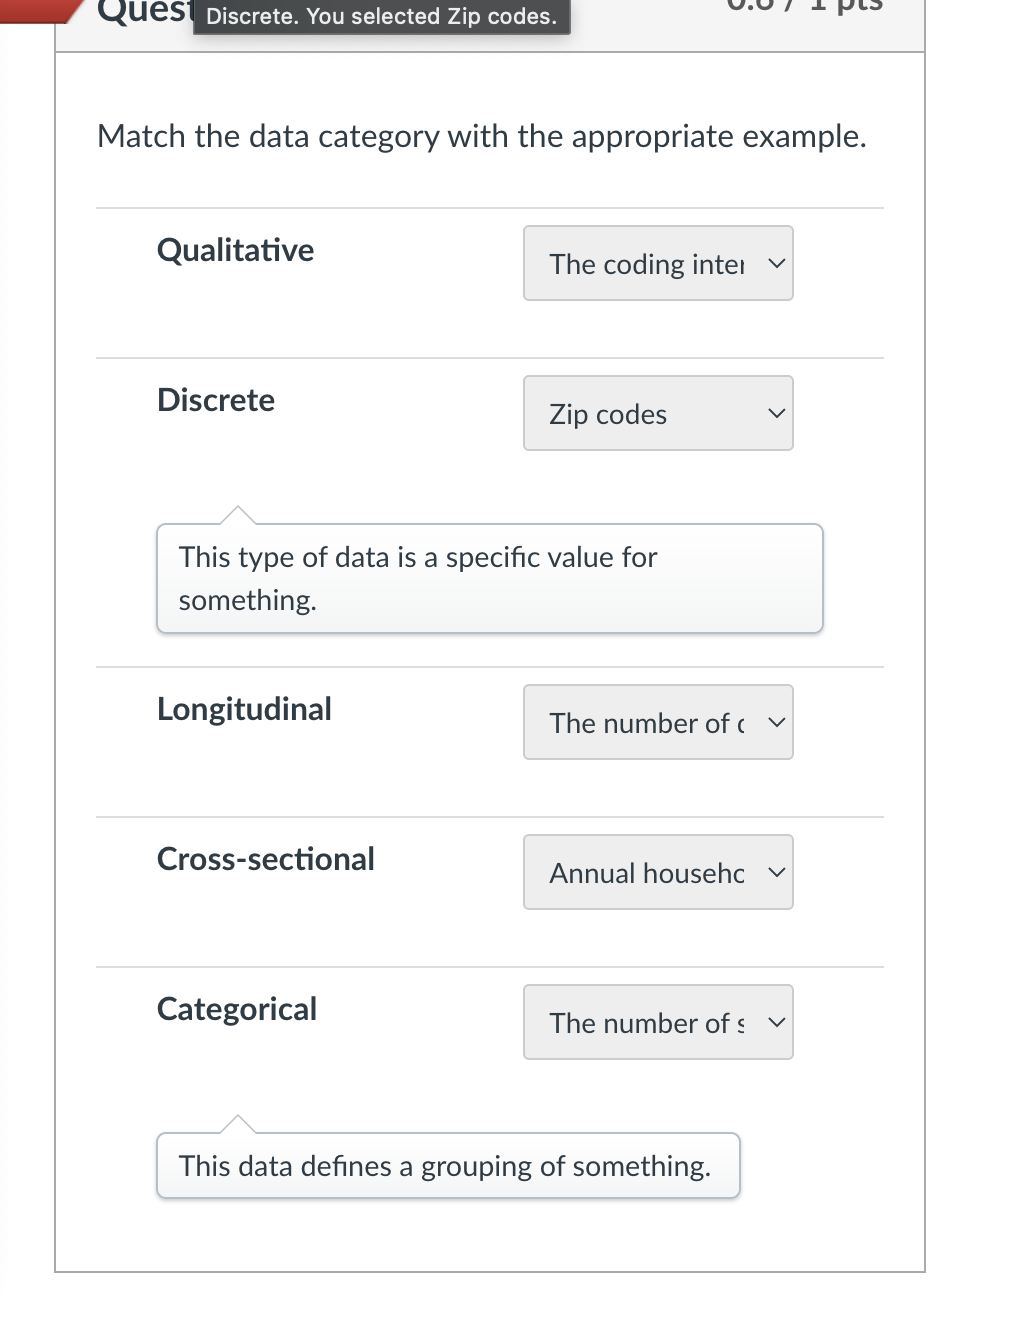 Quest
Discrete. You selected Zip codes.
/ 1 pts
Match the data category with the appropriate example.
Qualitative
The coding inter
Discrete
Zip codes
This type of data is a specific value for
something.
Longitudinal
The number of
Cross-sectional
Annual househo
Categorical
The number of s
This data defines a grouping of something.